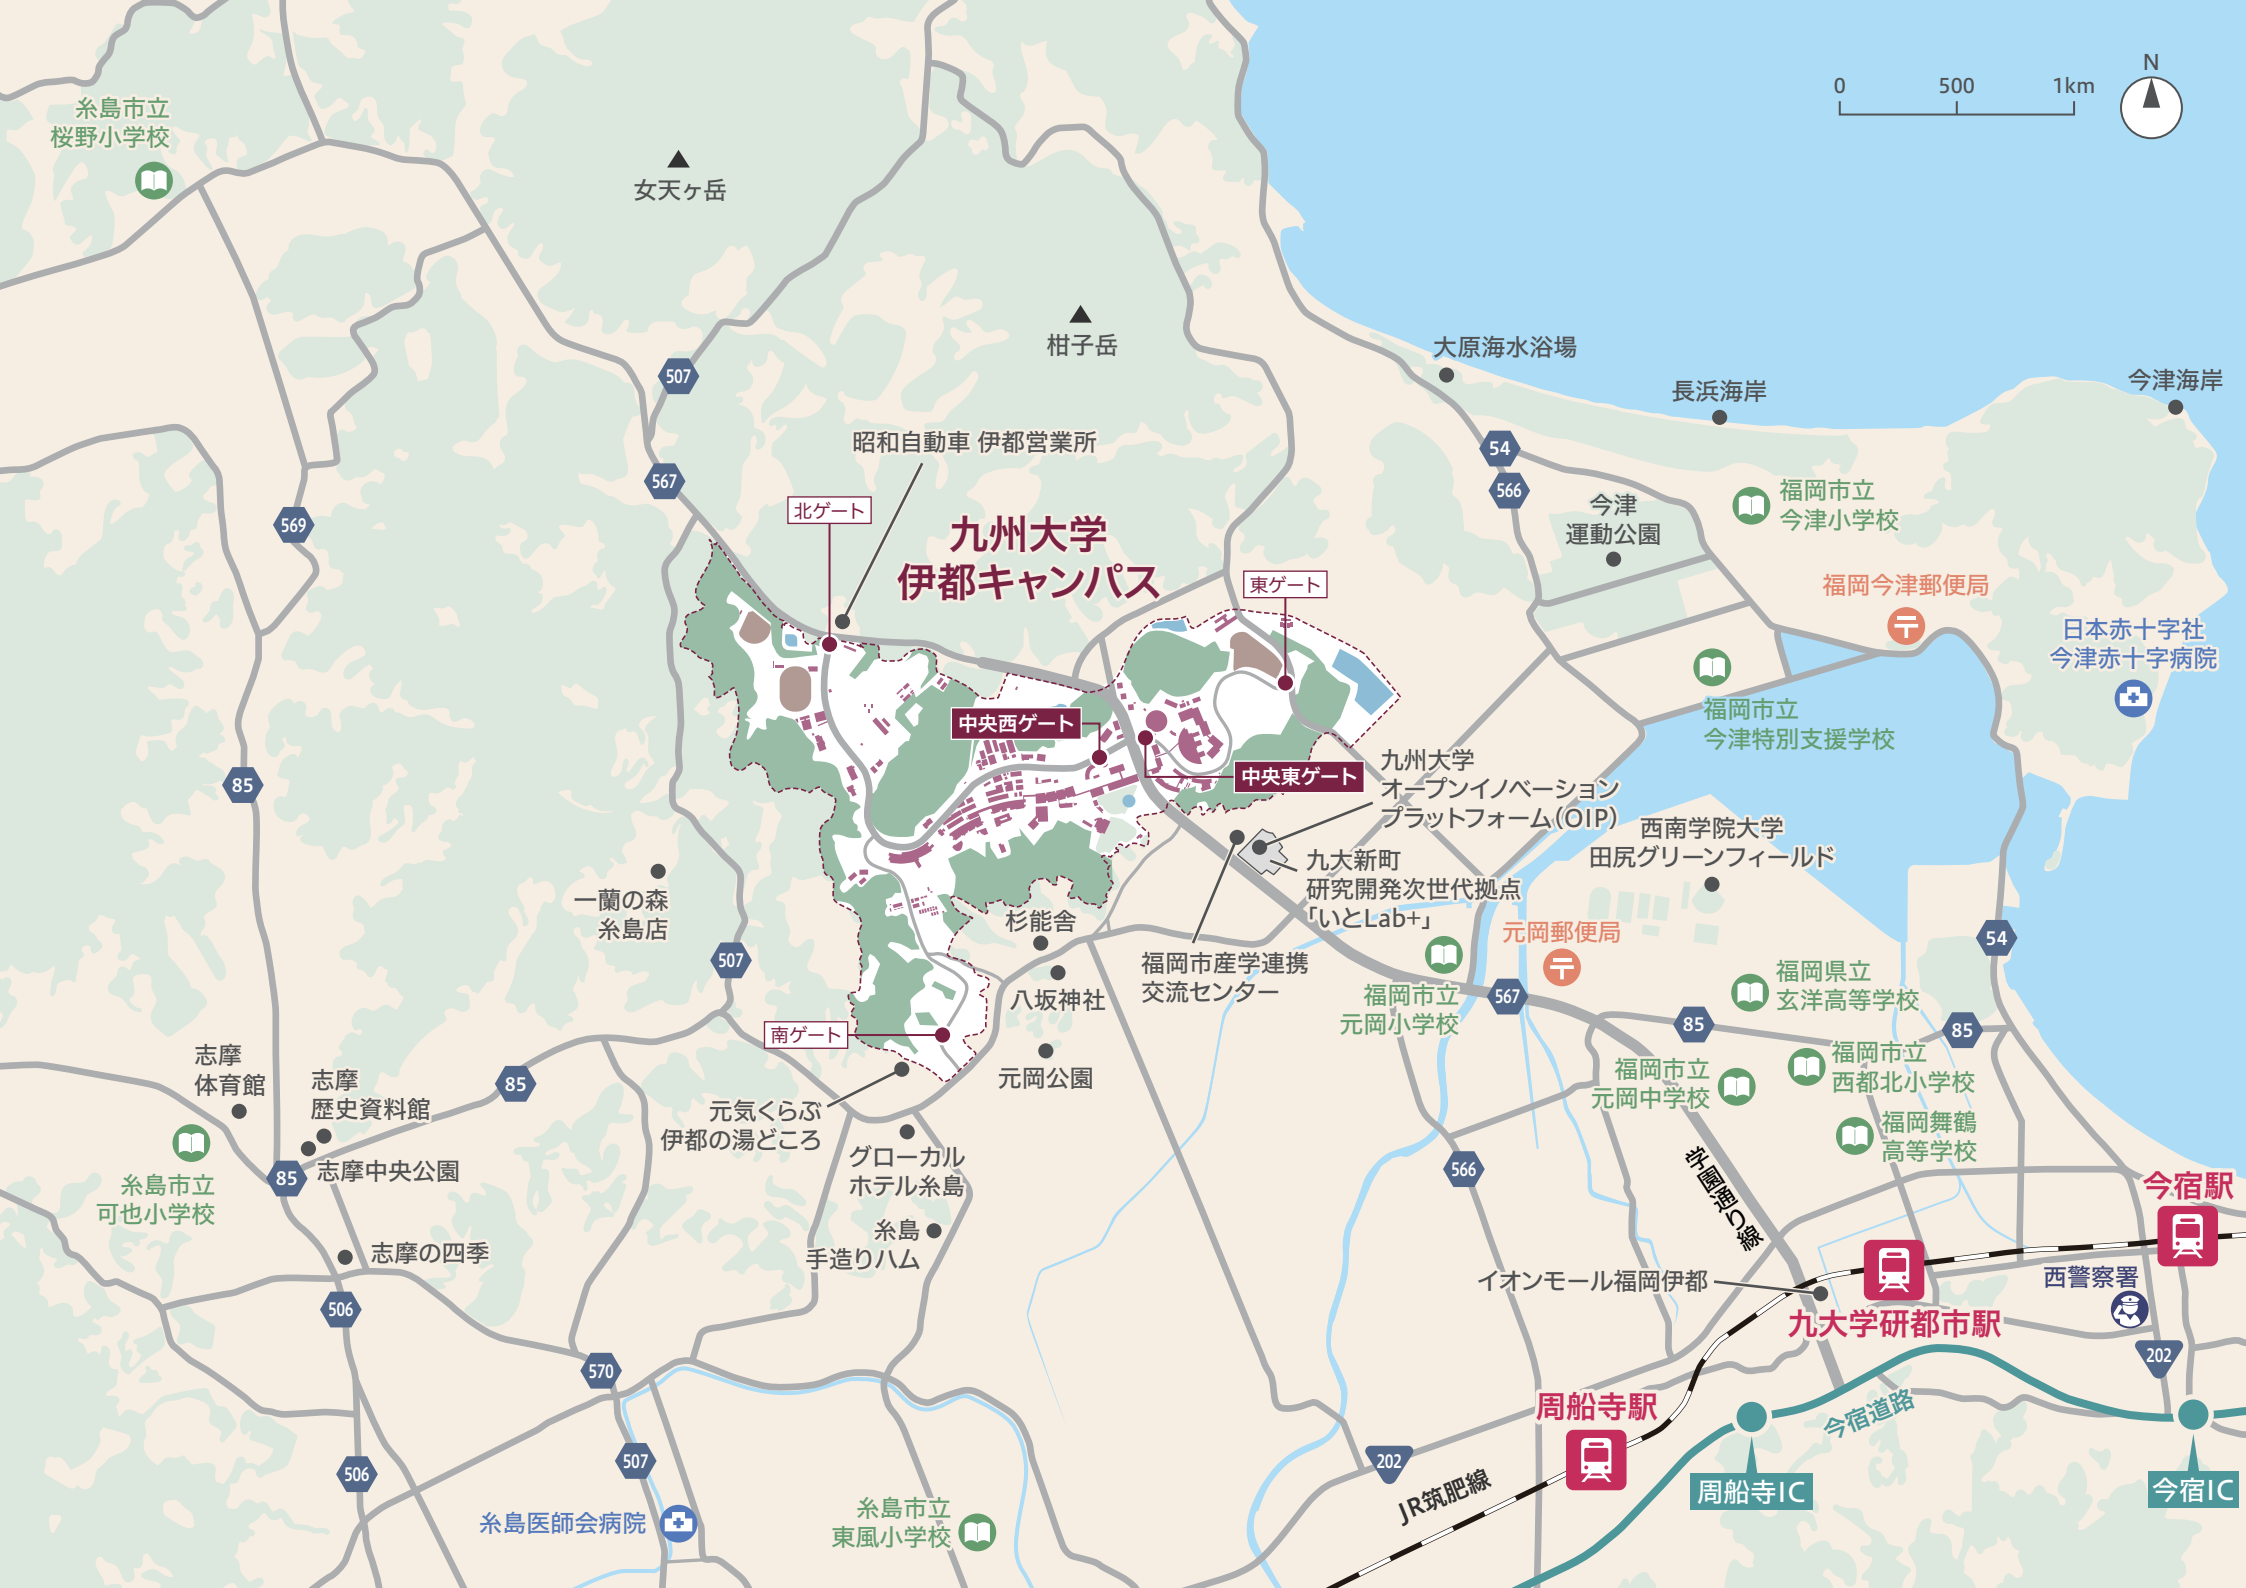 N
0
500
1km
糸島市立
桜野小学校
女天ヶ岳
柑子岳
大原海水浴場
長浜海岸
今津海岸
507
昭和自動車 伊都営業所
54
567
566
北ゲート
今津
運動公園
福岡市立
今津小学校
569
九州大学
伊都キャンパス
東ゲート
福岡今津郵便局
日本赤十字社
今津赤十字病院
福岡市立
今津特別支援学校
中央西ゲート
中央東ゲート
85
九州大学
オープンイノベーション
プラットフォーム（OIP）
西南学院大学
田尻グリーンフィールド
九大新町
研究開発次世代拠点
「いとLab+」
一蘭の森
糸島店
杉能舎
元岡郵便局
54
507
福岡市産学連携
交流センター
八坂神社
福岡市立
元岡小学校
567
福岡県立
玄洋高等学校
85
85
南ゲート
志摩
体育館
志摩
歴史資料館
85
元岡公園
福岡市立
元岡中学校
福岡市立
西都北小学校
元気くらぶ
伊都の湯どころ
福岡舞鶴
高等学校
グローカル
ホテル糸島
85
志摩中央公園
糸島市立
可也小学校
566
学園通り線
今宿駅
糸島
手造りハム
志摩の四季
イオンモール福岡伊都
西警察署
506
九大学研都市駅
202
570
周船寺駅
今宿道路
507
506
202
JR筑肥線
周船寺IC
今宿IC
糸島医師会病院
糸島市立
東風小学校